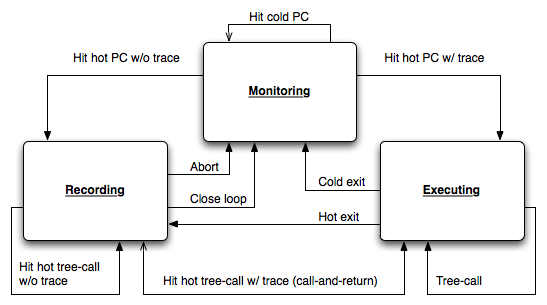 Hit cold PC
Hit hot PC w/o trace
Hit hot PC w/ trace
Monitoring
Abort
Recording
Cold exit
Executing
Close loop
Hot exit
Hit hot tree-call
w/o trace
Hit hot tree-call w/ trace (call-and-return)
Tree-call